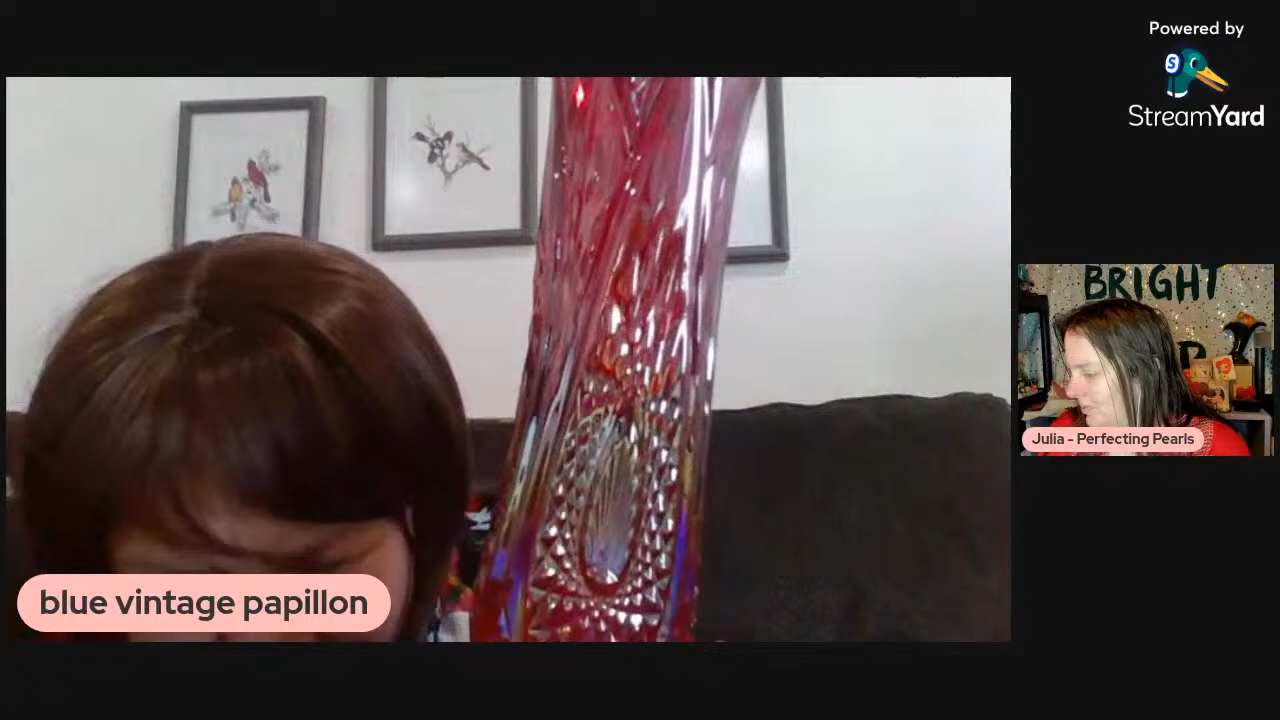 Powered by
StreamYard
BRIGHT
Julia - Perfecting Pearls
blue vintage papillon